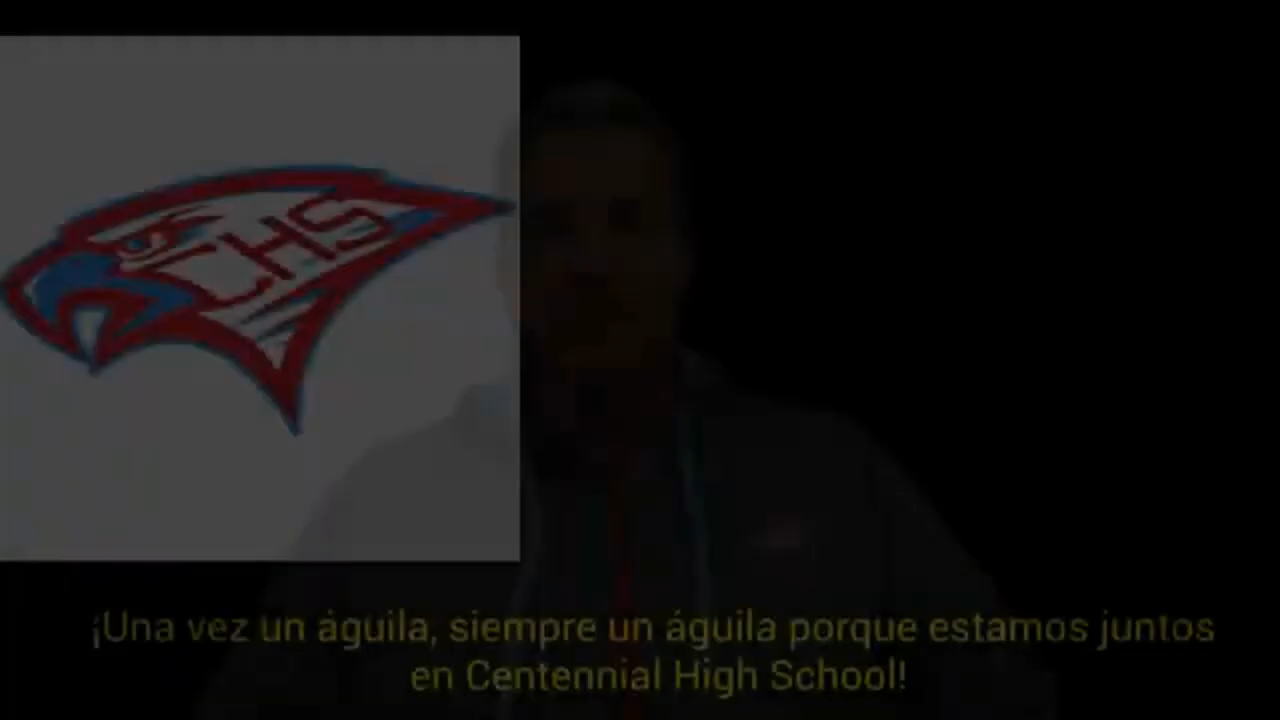 CHS
¡Una vez un águila, siempre un águila porque estamos juntos
en Centennial High School!